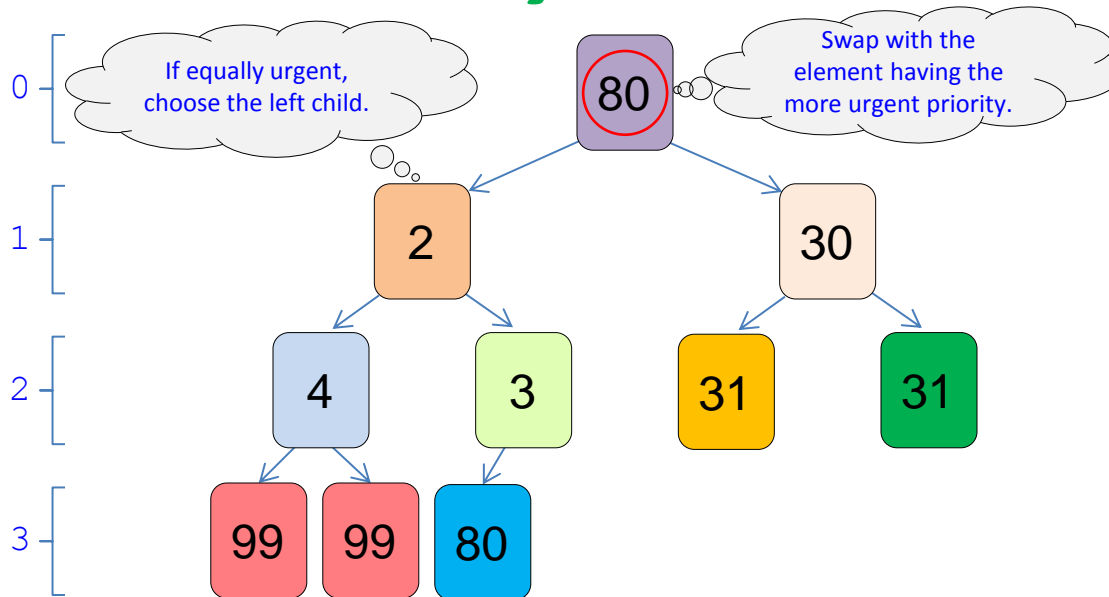 If equally urgent,
choose the left child.
Swap with the
element having the
more urgent priority.
0
80
1
2
30
2
4
3
31
31
3
99
99
80